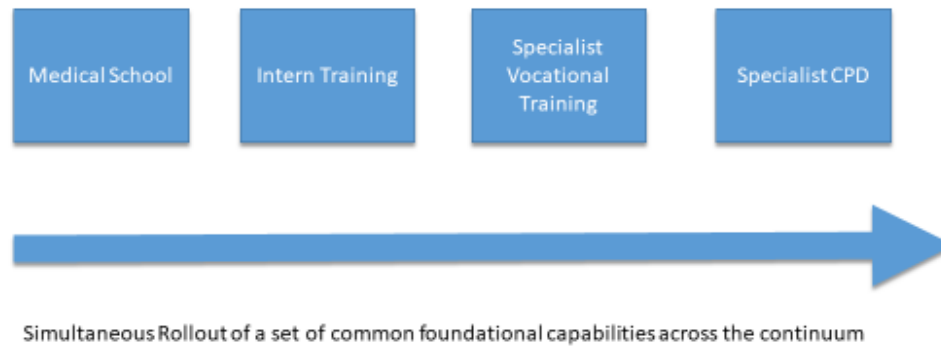 Medical School
Intern Training
Specialist
Vocational
Training
Specialist CPD
Simultaneous Rollout of a set of common foundational capabilities across the continuum